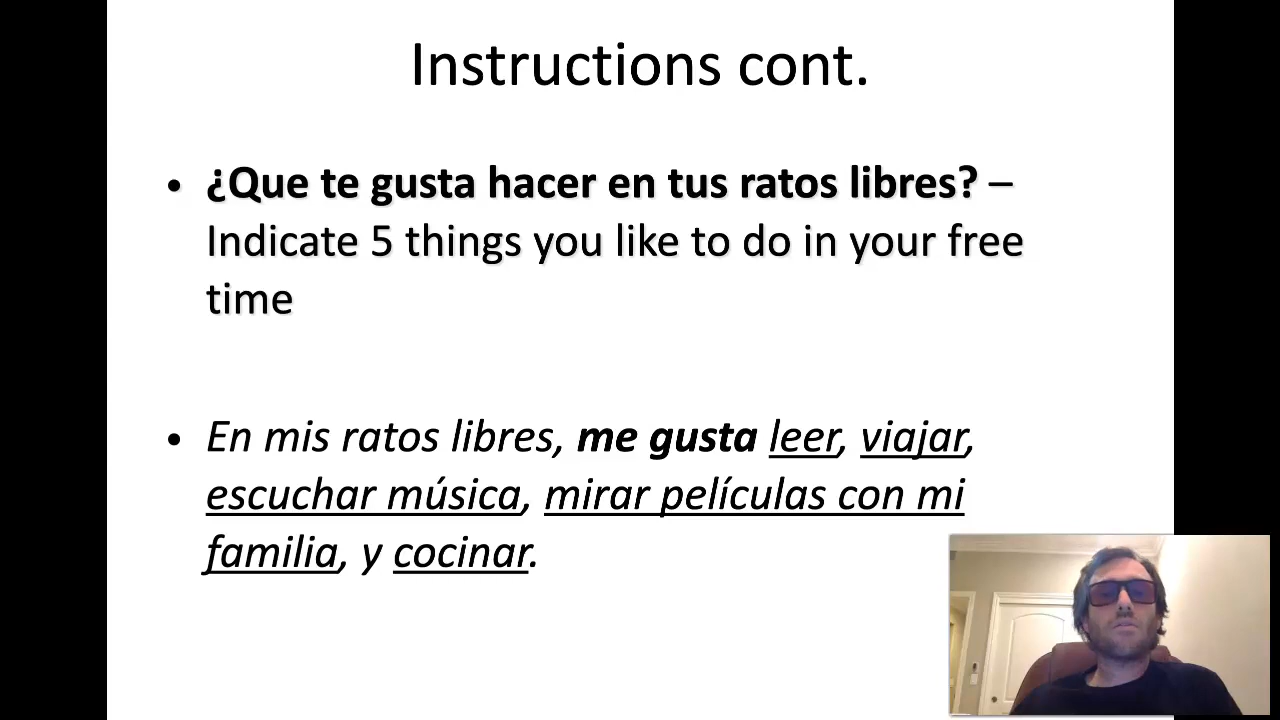 Instructions cont.
• ¿Que te gusta hacer en tus ratos libres? –
Indicate 5 things you like to do in your free
time
• En mis ratos libres, me gusta leer, viajar,
escuchar música, mirar películas con mi
familia, y cocinar.